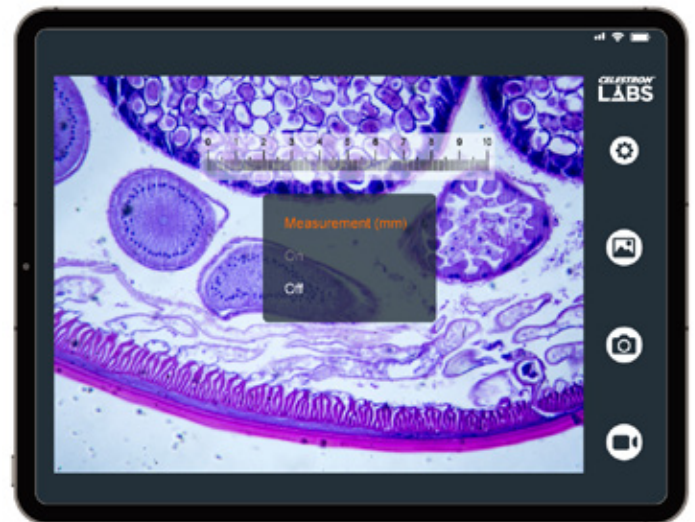 CELESTRON
LABS
0 1 2 3 4 5 6 7 8 9 10
Measurement (mm)
On
Off